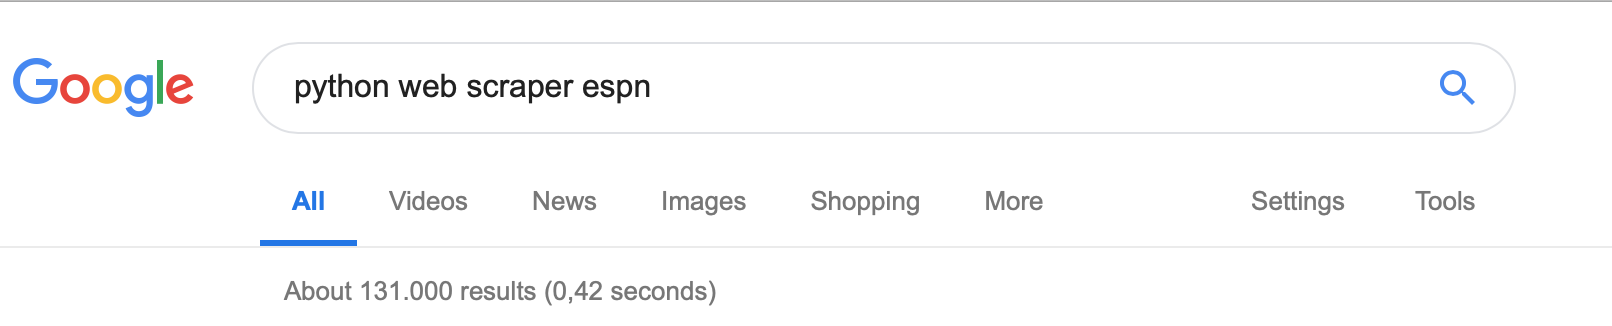 Google python web scraper espn
All Videos News Images Shopping More Settings Tools
About 131.000 results (0,42 seconds)